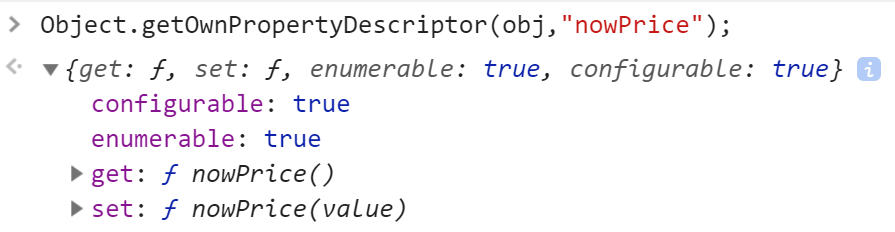 > Object.getOwnPropertyDescriptor(obj,"nowPrice");
{get: ƒ, set: ƒ, enumerable: true, configurable: true} i
configurable: true
enumerable: true
get: ƒ nowPrice()
set: ƒ nowPrice(value)